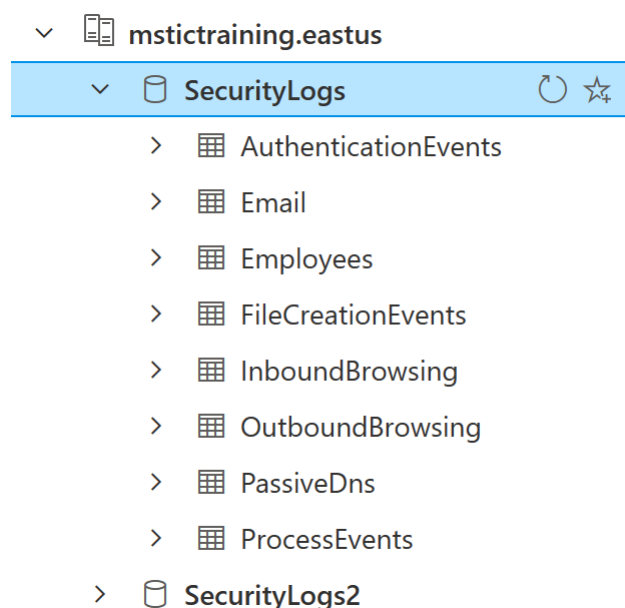 mstictraining.eastus
SecurityLogs
AuthenticationEvents
Email
Employees
FileCreationEvents
InboundBrowsing
OutboundBrowsing
PassiveDns
ProcessEvents
SecurityLogs2